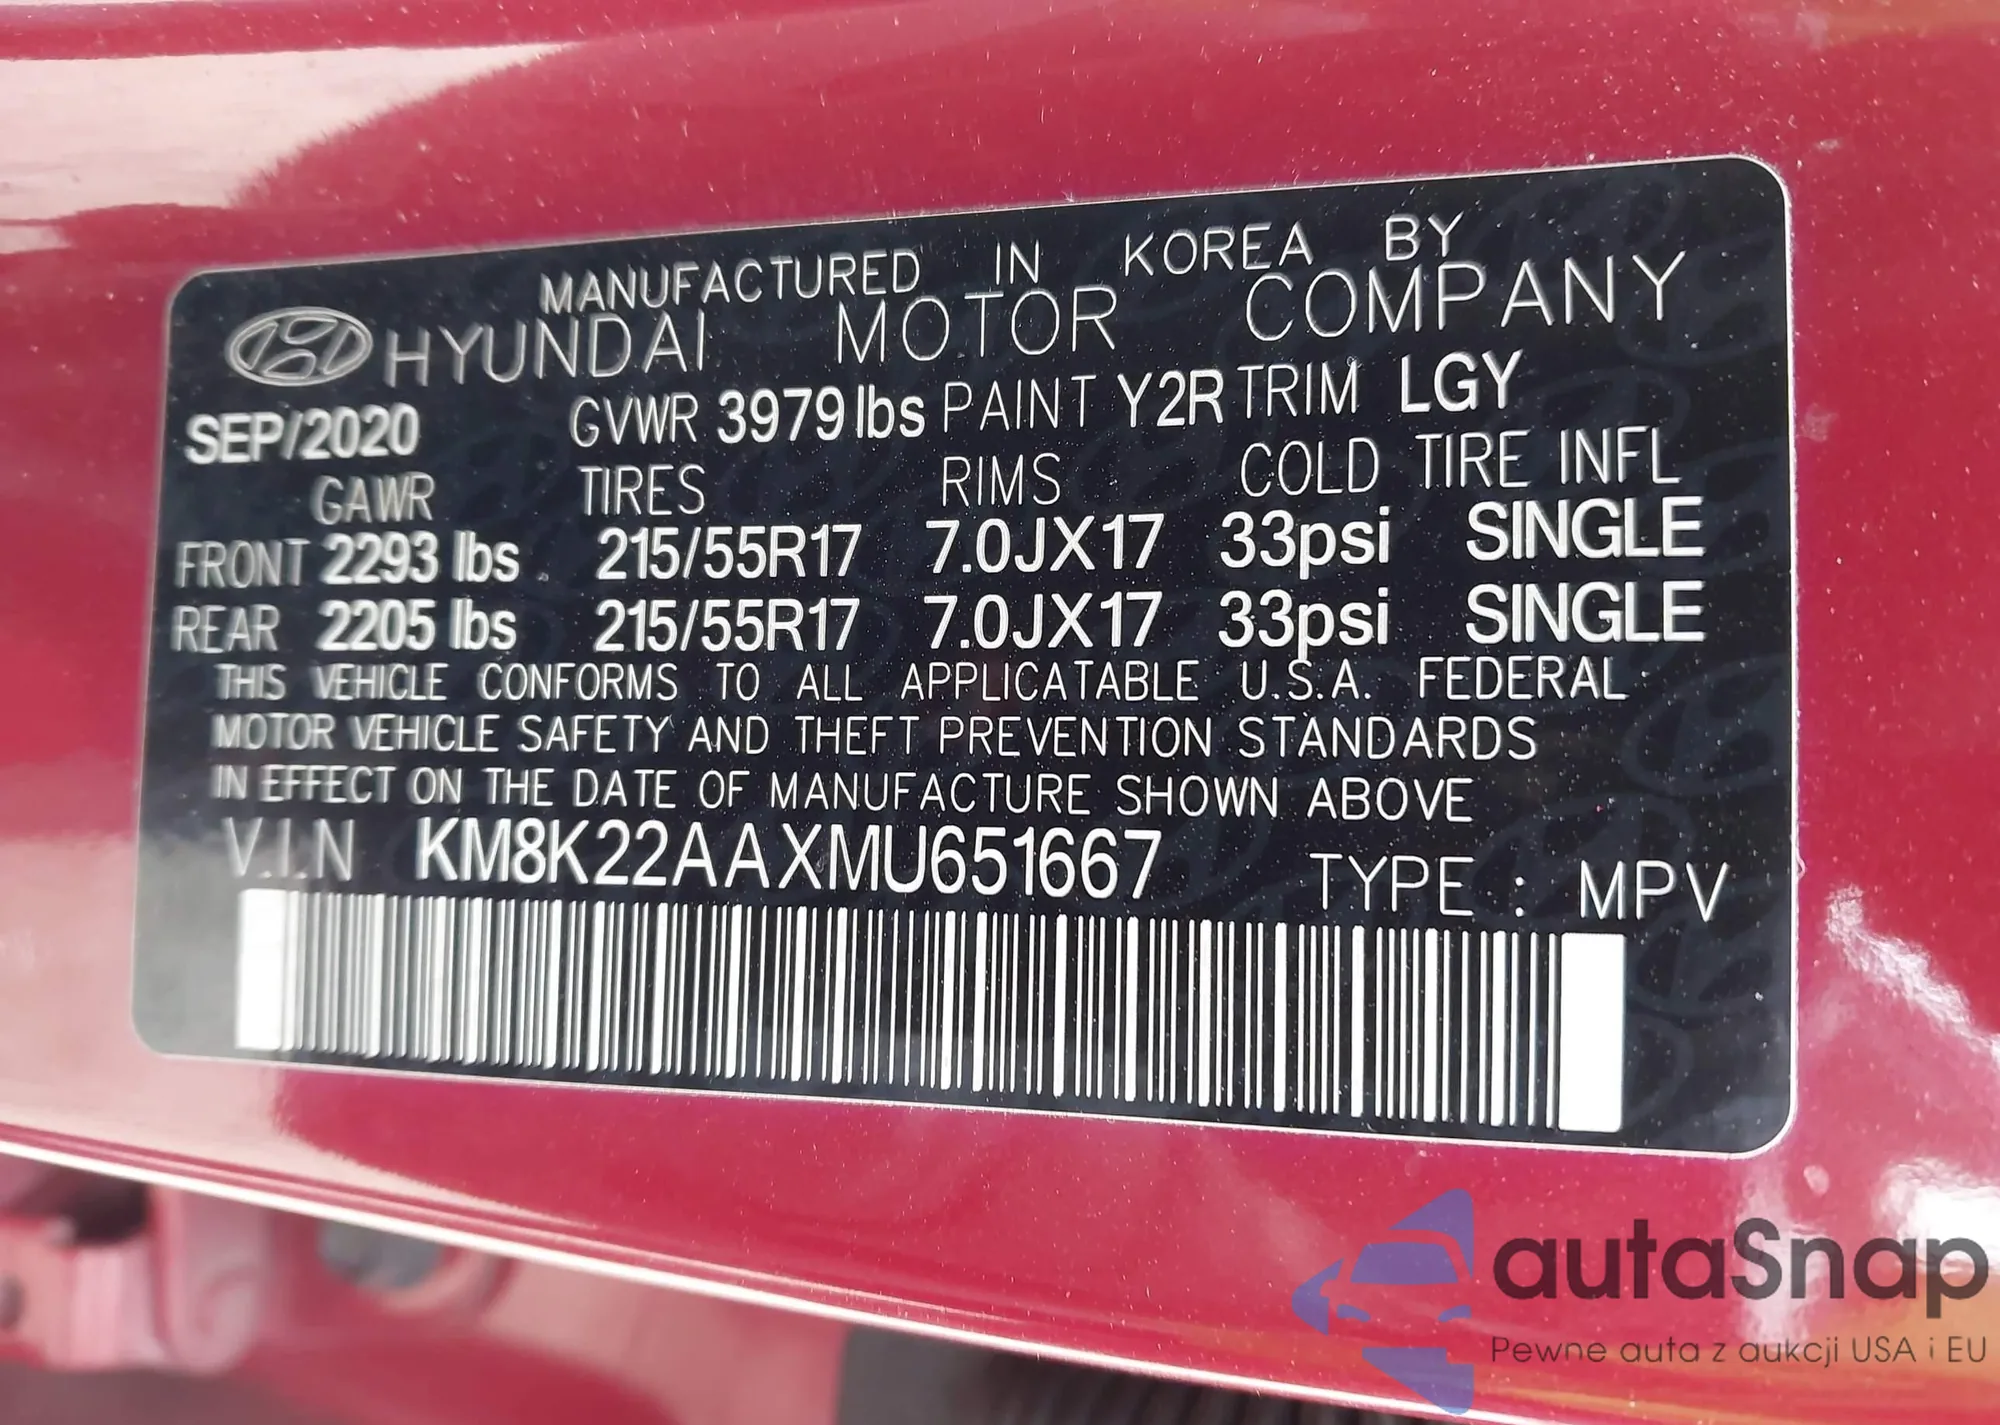 MANUFACTURED IN KOREA BY
HYUNDAI MOTOR COMPANY
SEP/2020 GVWR 3979 lbs PAINT Y2R TRIM LGY
GAWR TIRES RIMS COLD TIRE INFL
FRONT 2293 lbs 215/55R17 7.0JX17 33psi SINGLE
REAR 2205 lbs 215/55R17 7.0JX17 33psi SINGLE
THIS VEHICLE CONFORMS TO ALL APPLICATABLE U.S.A. FEDERAL
MOTOR VEHICLE SAFETY AND THEFT PREVENTION STANDARDS
IN EFFECT ON THE DATE OF MANUFACTURE SHOWN ABOVE
V.I.N KM8K22AAXMU651667 TYPE : MPV
autaSnap
Pewne auta z aukcji USA i EU